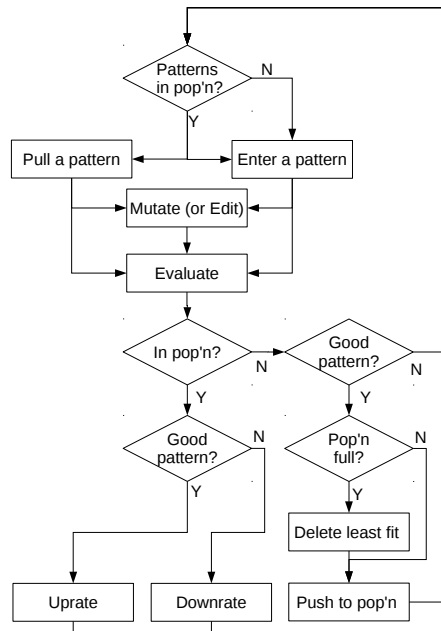 Patterns
in pop'n?
N
Y
Pull a pattern
Enter a pattern
Mutate (or Edit)
Evaluate
In pop'n?
N
Good
pattern?
N
Y
Y
Good
pattern?
N
Pop'n
full?
N
Y
Y
Delete least fit
Uprate
Downrate
Push to pop'n